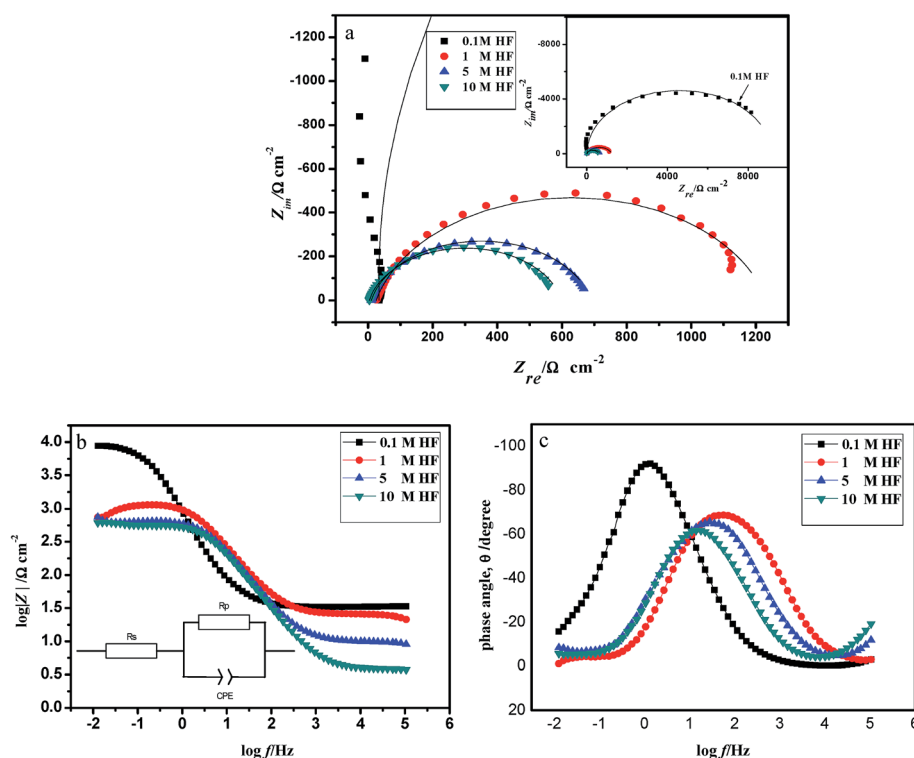 a
-1200
-1000
-800
-600
-400
-200
0
Z_im/Ω cm⁻²
0
200
400
600
800
1000
1200
Z_re/Ω cm⁻²
0.1M HF
1 M HF
5 M HF
10 M HF
-8000
-4000
0
Z_im/Ω cm⁻²
0
4000
8000
Z_re/Ω cm⁻²
0.1M HF
b
4.0
3.5
3.0
2.5
2.0
1.5
1.0
0.5
0.0
log|Z| /Ω cm⁻²
-2
-1
0
1
2
3
4
5
6
log f/Hz
0.1 M HF
1 M HF
5 M HF
10 M HF
Rs
Rp
CPE
c
-100
-80
-60
-40
-20
0
20
phase angle, θ /degree
-2
-1
0
1
2
3
4
5
6
log f/Hz
0.1 M HF
1 M HF
5 M HF
10 M HF